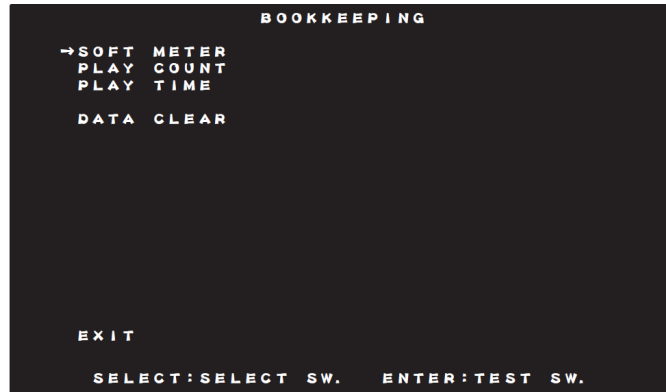 BOOKKEEPING
→SOFT METER
PLAY COUNT
PLAY TIME
DATA CLEAR
EXIT
SELECT:SELECT SW. ENTER:TEST SW.